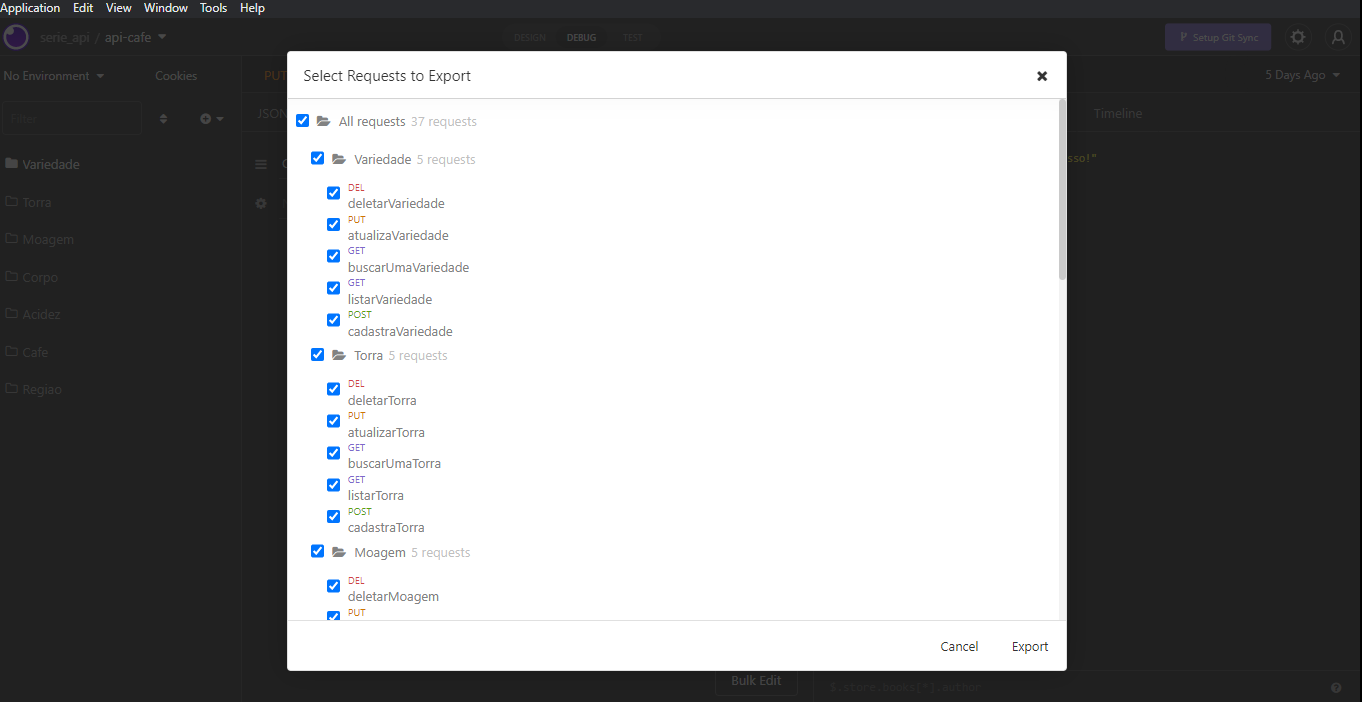 Application Edit View Window Tools Help
serie_api / api-cafe
DESIGN DEBUG TEST
Setup Git Sync
No Environment
Cookies
PUT
5 Days Ago
Filter
JSON
Timeline
Variedade
Torra
Moagem
Corpo
Acidez
Cafe
Regiao
sso!"
Select Requests to Export
All requests 37 requests
Variedade 5 requests
DEL
deletarVariedade
PUT
atualizaVariedade
GET
buscarUmaVariedade
GET
listarVariedade
POST
cadastraVariedade
Torra 5 requests
DEL
deletarTorra
PUT
atualizarTorra
GET
buscarUmaTorra
GET
listarTorra
POST
cadastraTorra
Moagem 5 requests
DEL
deletarMoagem
PUT
Cancel
Export
Bulk Edit
$.store.books[*].author